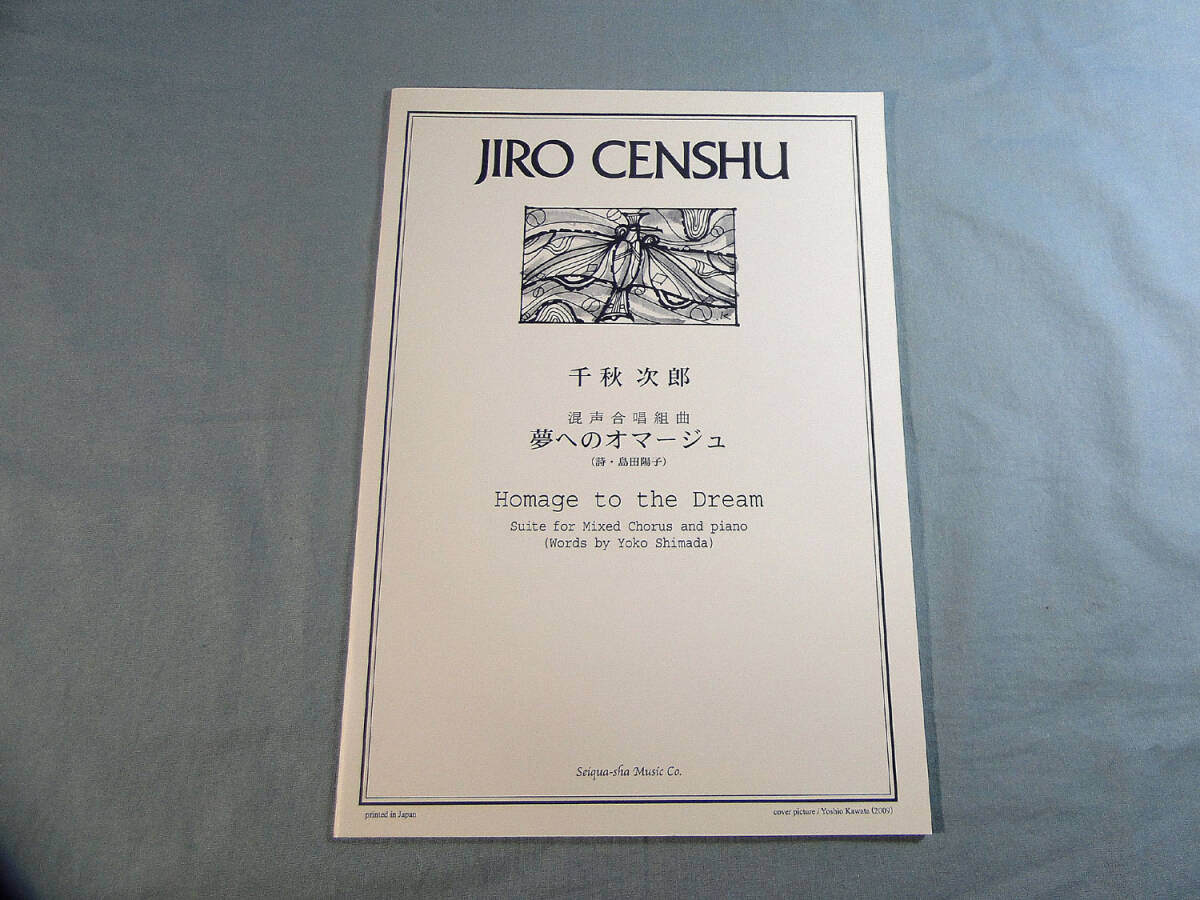 JIRO CENSHU
千秋次郎
混声合唱組曲
夢へのオマージュ
(詩・島田陽子)
Homage to the Dream
Suite for Mixed Chorus and piano
(Words by Yoko Shimada)
Seiqua-sha Music Co.
printed in Japan
cover picture / Yoshio Kawata (2009)